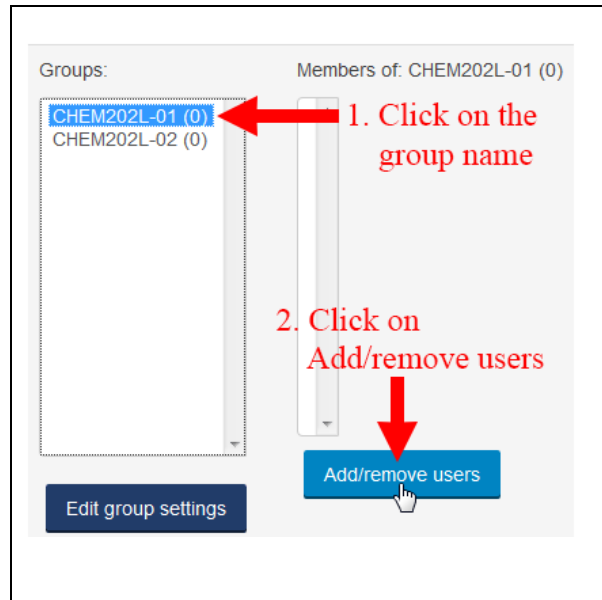 Groups:
Members of: CHEM202L-01 (0)
CHEM202L-01 (0)
CHEM202L-02 (0)
1. Click on the
group name
2. Click on
Add/remove users
Add/remove users
Edit group settings